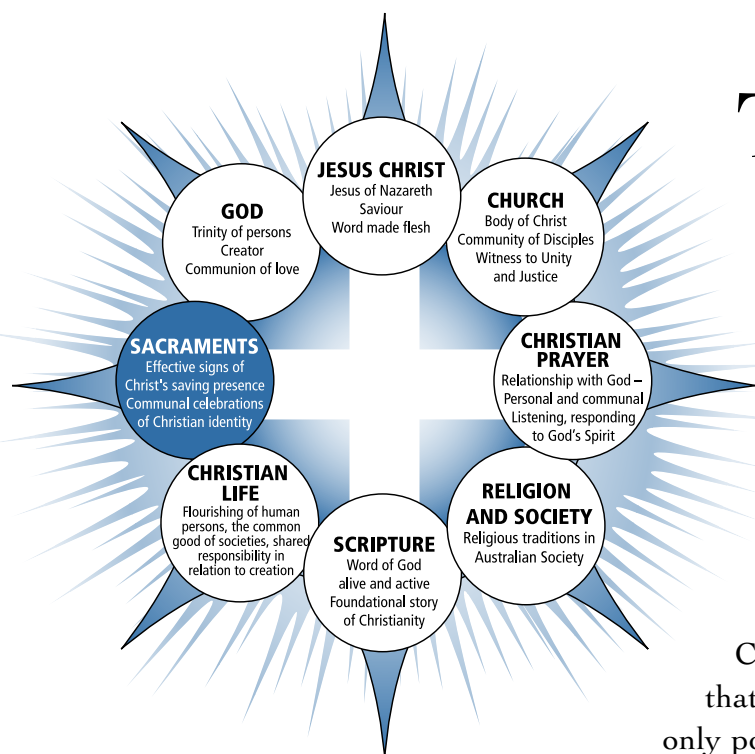 JESUS CHRIST
Jesus of Nazareth
Saviour
Word made flesh
CHURCH
Body of Christ
Community of Disciples
Witness to Unity
and Justice
CHRISTIAN
PRAYER
Relationship with God –
Personal and communal
Listening, responding
to God's Spirit
RELIGION
AND SOCIETY
Religious traditions in
Australian Society
SCRIPTURE
Word of God
alive and active
Foundational story
of Christianity
CHRISTIAN
LIFE
Flourishing of human
persons, the common
good of societies, shared
responsibility in
relation to creation
SACRAMENTS
Effective signs of
Christ's saving presence
Communal celebrations
of Christian identity
GOD
Trinity of persons
Creator
Communion of love
that
only